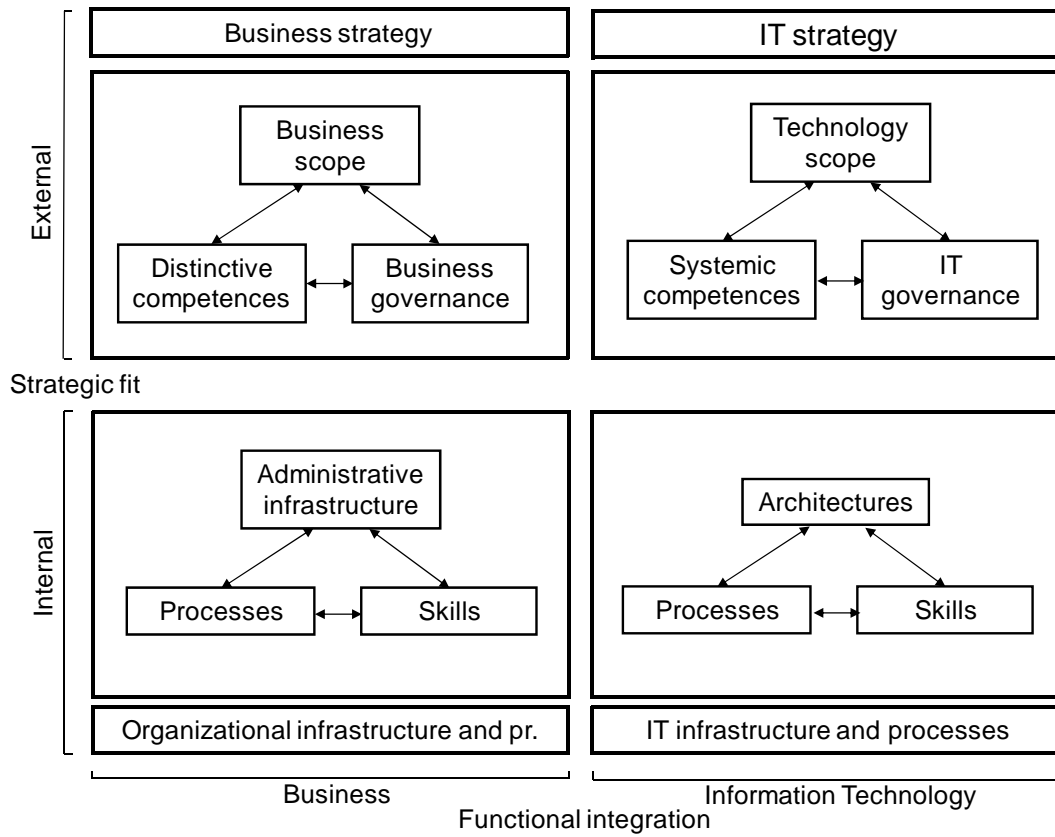 Business strategy
IT strategy
External
Business
scope
Distinctive
competences
Business
governance
Technology
scope
Systemic
competences
IT
governance
Strategic fit
Internal
Administrative
infrastructure
Processes
Skills
Architectures
Processes
Skills
Organizational infrastructure and pr.
IT infrastructure and processes
Business
Information Technology
Functional integration